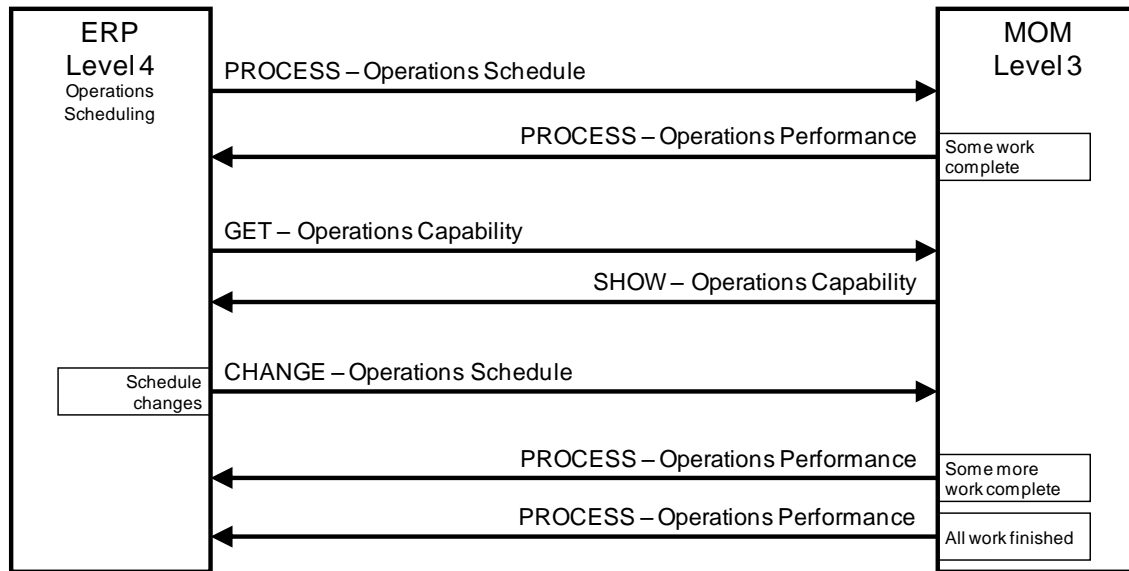 ERP
Level 4
Operations
Scheduling
MOM
Level 3
PROCESS – Operations Schedule
PROCESS – Operations Performance
Some work
complete
GET – Operations Capability
SHOW – Operations Capability
Schedule
changes
CHANGE – Operations Schedule
PROCESS – Operations Performance
Some more
work complete
PROCESS – Operations Performance
All work finished